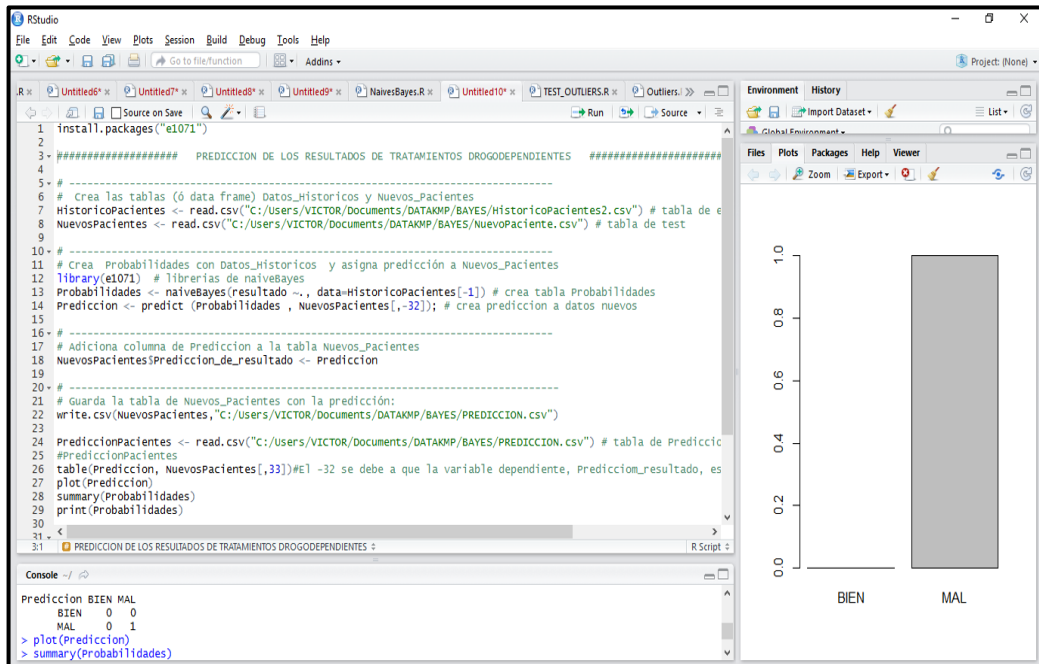 RStudio
File Edit Code View Plots Session Build Debug Tools Help
Go to file/function Addins Project: (None)
.R × Untitled6* × Untitled7* × Untitled8* × Untitled9* × NaivesBayes.R × Untitled10* × TEST_OUTLIERS.R × Outliers.
Source on Save Run Source
1 install.packages("e1071")
2
3 #################### PREDICCION DE LOS RESULTADOS DE TRATAMIENTOS DROGODEPENDIENTES ######################
4
5 # --------------------------------------------------------------------------
6 # Crea las tablas (ó data frame) Datos_Historicos y Nuevos_Pacientes
7 HistoricoPacientes <- read.csv("C:/Users/VICTOR/Documents/DATAKMP/BAYES/HistoricoPacientes2.csv") # tabla de e
8 NuevosPacientes <- read.csv("C:/Users/VICTOR/Documents/DATAKMP/BAYES/NuevoPaciente.csv") # tabla de test
9
10 # --------------------------------------------------------------------------
11 # Crea Probabilidades con Datos_Historicos y asigna predicción a Nuevos_Pacientes
12 library(e1071) # librerias de naiveBayes
13 Probabilidades <- naiveBayes(resultado ~., data=HistoricoPacientes[-1]) # crea tabla Probabilidades
14 Prediccion <- predict (Probabilidades , NuevosPacientes[,-32]); # crea prediccion a datos nuevos
15
16 # --------------------------------------------------------------------------
17 # Adiciona columna de Prediccion a la tabla Nuevos_Pacientes
18 NuevosPacientes$Prediccion_de_resultado <- Prediccion
19
20 # ---------------------------------------------------------------------------
21 # Guarda la tabla de Nuevos_Pacientes con la predicción:
22 write.csv(NuevosPacientes,"C:/Users/VICTOR/Documents/DATAKMP/BAYES/PREDICCION.csv")
23
24 PrediccionPacientes <- read.csv("C:/Users/VICTOR/Documents/DATAKMP/BAYES/PREDICCION.csv") # tabla de Predicció
25 #PrediccionPacientes
26 table(Prediccion, NuevosPacientes[,33])#El -32 se debe a que la variable dependiente, Predicciom_resultado, es
27 plot(Prediccion)
28 summary(Probabilidades)
29 print(Probabilidades)
30
31
3:1 PREDICCION DE LOS RESULTADOS DE TRATAMIENTOS DROGODEPENDIENTES R Script
Console ~/
Prediccion BIEN MAL
BIEN 0 0
MAL 0 1
> plot(Prediccion)
> summary(Probabilidades)
Environment History
Import Dataset List
Global Environment
Files Plots Packages Help Viewer
Zoom Export
1.0
0.8
0.6
0.4
0.2
0.0
BIEN MAL